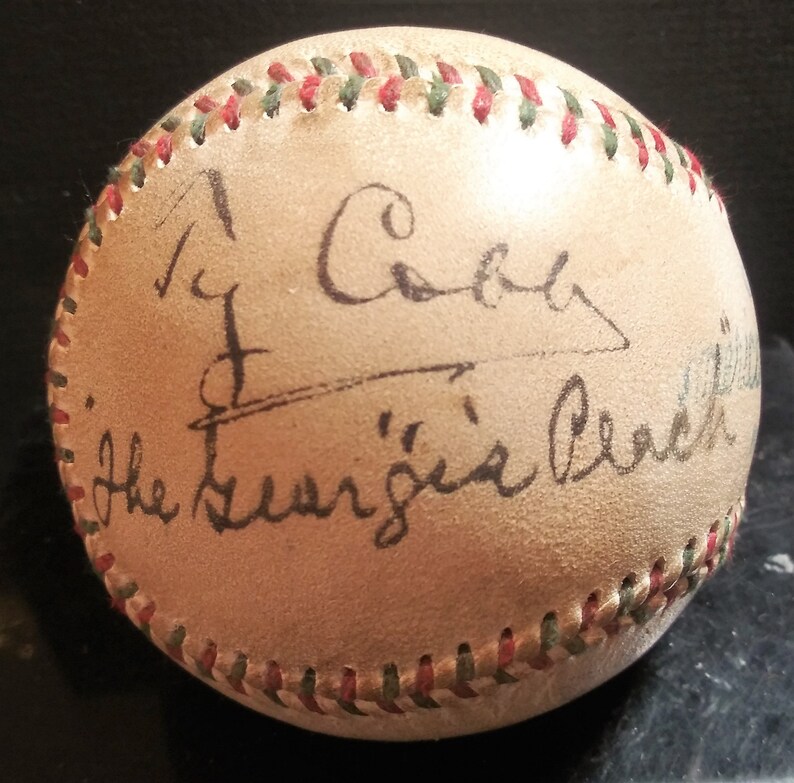 Ty Cobb
"The Georgia Peach"